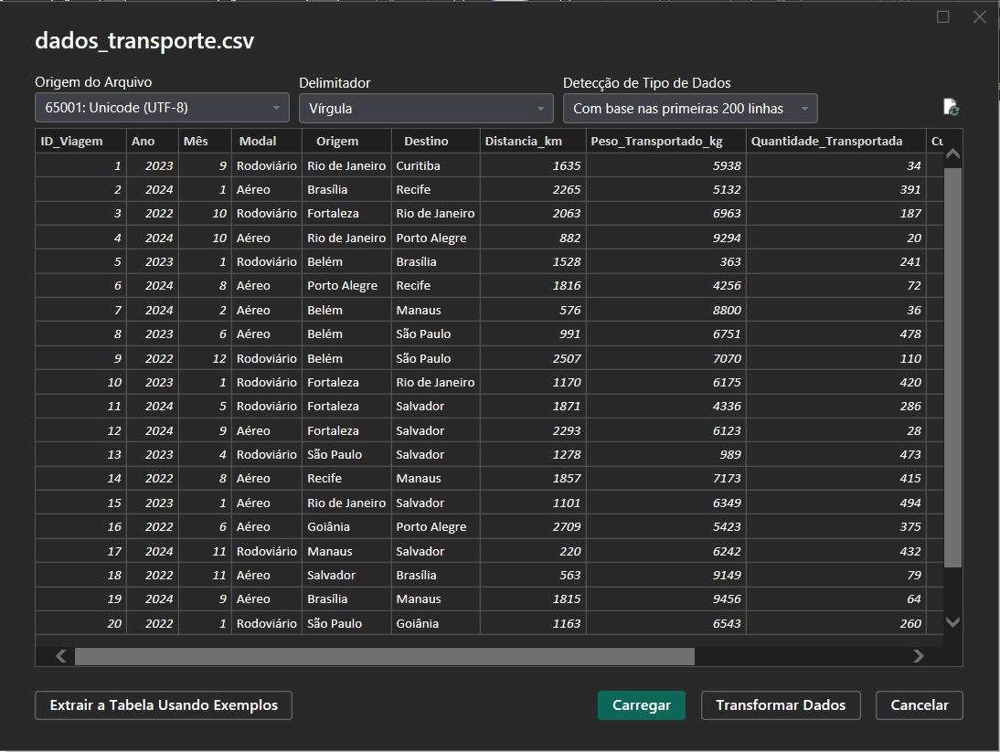 dados_transporte.csv
Origem do Arquivo Delimitador Detecção de Tipo de Dados
65001: Unicode (UTF-8) Vírgula Com base nas primeiras 200 linhas
ID_Viagem Ano Mês Modal Origem Destino Distancia_km Peso_Transportado_kg Quantidade_Transportada Cu
1 2023 9 Rodoviário Rio de Janeiro Curitiba 1635 5938 34
2 2024 1 Aéreo Brasília Recife 2265 5132 391
3 2022 10 Rodoviário Fortaleza Rio de Janeiro 2063 6963 187
4 2024 10 Aéreo Rio de Janeiro Porto Alegre 882 9294 20
5 2023 1 Rodoviário Belém Brasília 1528 363 241
6 2024 8 Aéreo Porto Alegre Recife 1816 4256 72
7 2024 2 Aéreo Belém Manaus 576 8800 36
8 2023 6 Aéreo Belém São Paulo 991 6751 478
9 2022 12 Rodoviário Belém São Paulo 2507 7070 110
10 2023 1 Rodoviário Fortaleza Rio de Janeiro 1170 6175 420
11 2024 5 Rodoviário Fortaleza Salvador 1871 4336 286
12 2024 9 Aéreo Fortaleza Salvador 2293 6123 28
13 2023 4 Rodoviário São Paulo Salvador 1278 989 473
14 2022 8 Aéreo Recife Manaus 1857 7173 415
15 2023 1 Aéreo Rio de Janeiro Salvador 1101 6349 494
16 2022 6 Aéreo Goiânia Porto Alegre 2709 5423 375
17 2024 11 Rodoviário Manaus Salvador 220 6242 432
18 2022 11 Aéreo Salvador Brasília 563 9149 79
19 2024 9 Aéreo Brasília Manaus 1815 9456 64
20 2022 1 Rodoviário São Paulo Goiânia 1163 6543 260
Extrair a Tabela Usando Exemplos Carregar Transformar Dados Cancelar